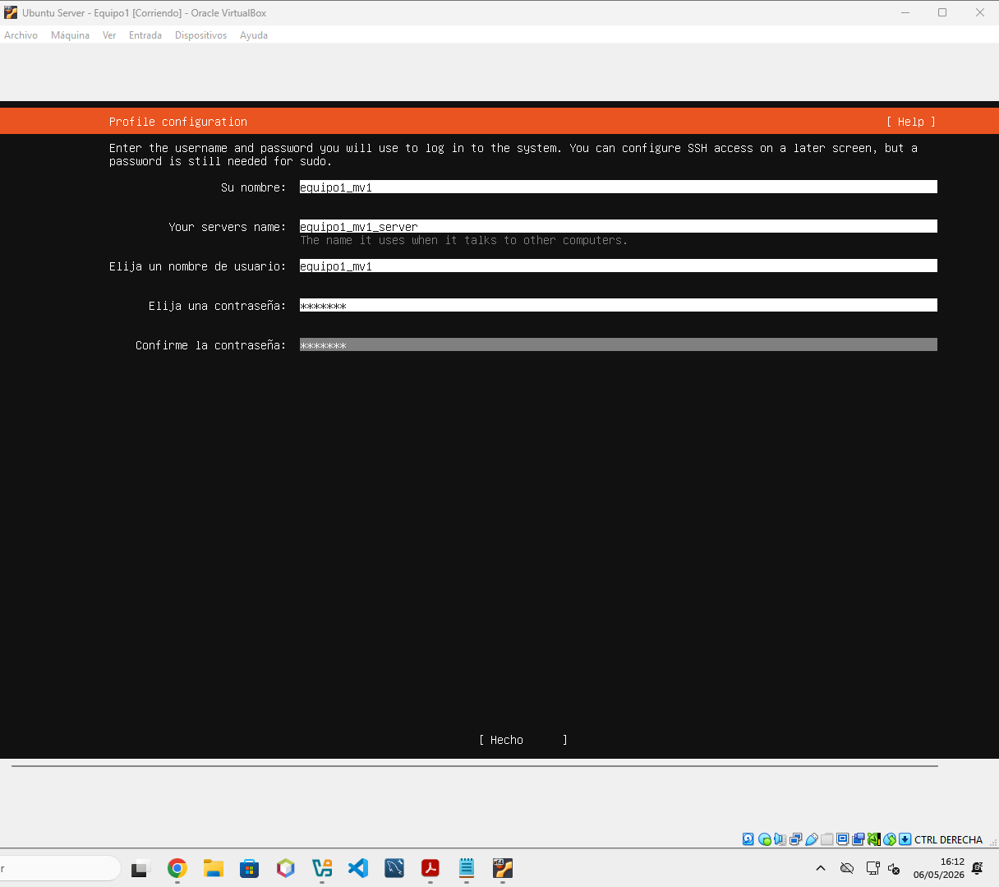 Ubuntu Server - Equipo1 [Corriendo] - Oracle VirtualBox
Archivo Máquina Ver Entrada Dispositivos Ayuda
Profile configuration [ Help ]
Enter the username and password you will use to log in to the system. You can configure SSH access on a later screen, but a
password is still needed for sudo.
Su nombre: equipo1_mv1
Your servers name: equipo1_mv1_server
The name it uses when it talks to other computers.
Elija un nombre de usuario: equipo1_mv1
Elija una contraseña: *******
Confirme la contraseña: *******
[ Hecho ]
CTRL DERECHA
r
16:12
06/05/2026